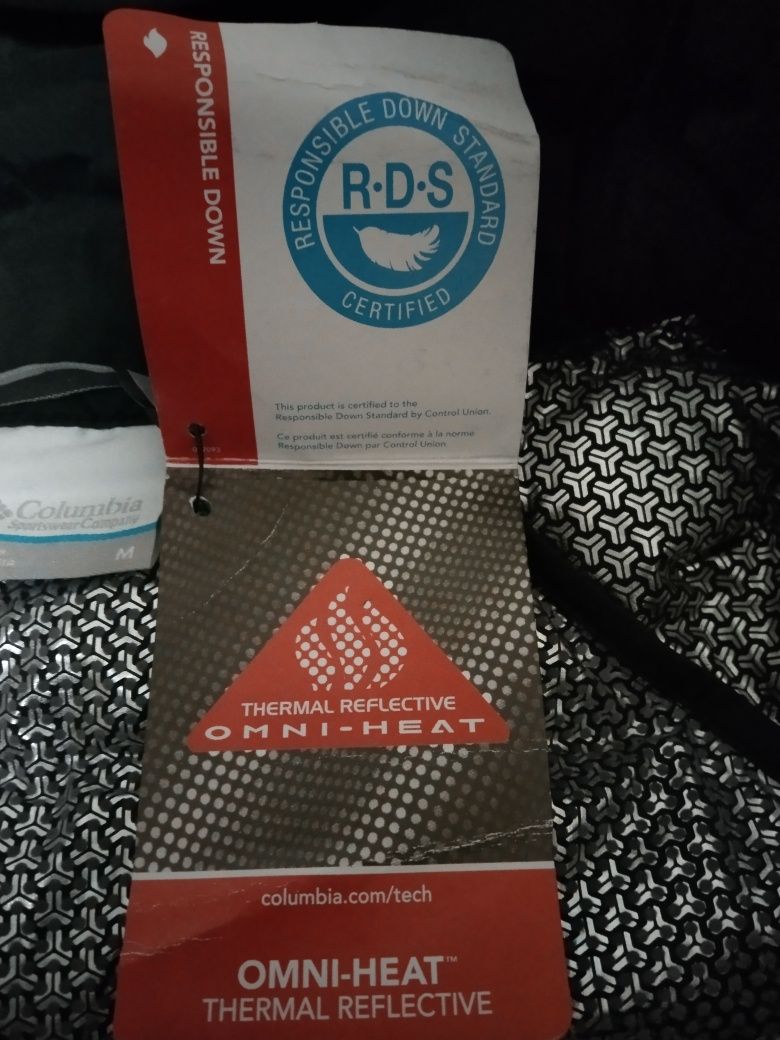 RESPONSIBLE DOWN
RESPONSIBLE DOWN STANDARD
R·D·S
CERTIFIED
This product is certified to the
Responsible Down Standard by Control Union.
Ce produit est certifié conforme à la norme
Responsible Down par Control Union
Columbia
Sportswear Company
M
THERMAL REFLECTIVE
OMNI-HEAT
columbia.com/tech
OMNI-HEAT™
THERMAL REFLECTIVE